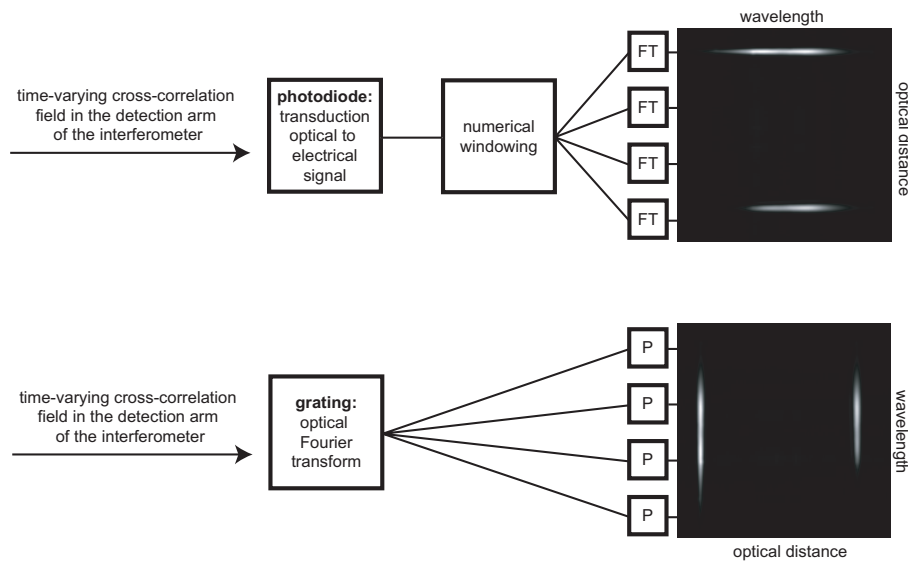 wavelength
time-varying cross-correlation
field in the detection arm
of the interferometer
photodiode:
transduction
optical to
electrical
signal
numerical
windowing
FT
FT
FT
FT
optical distance
time-varying cross-correlation
field in the detection arm
of the interferometer
grating:
optical
Fourier
transform
P
P
P
P
wavelength
optical distance